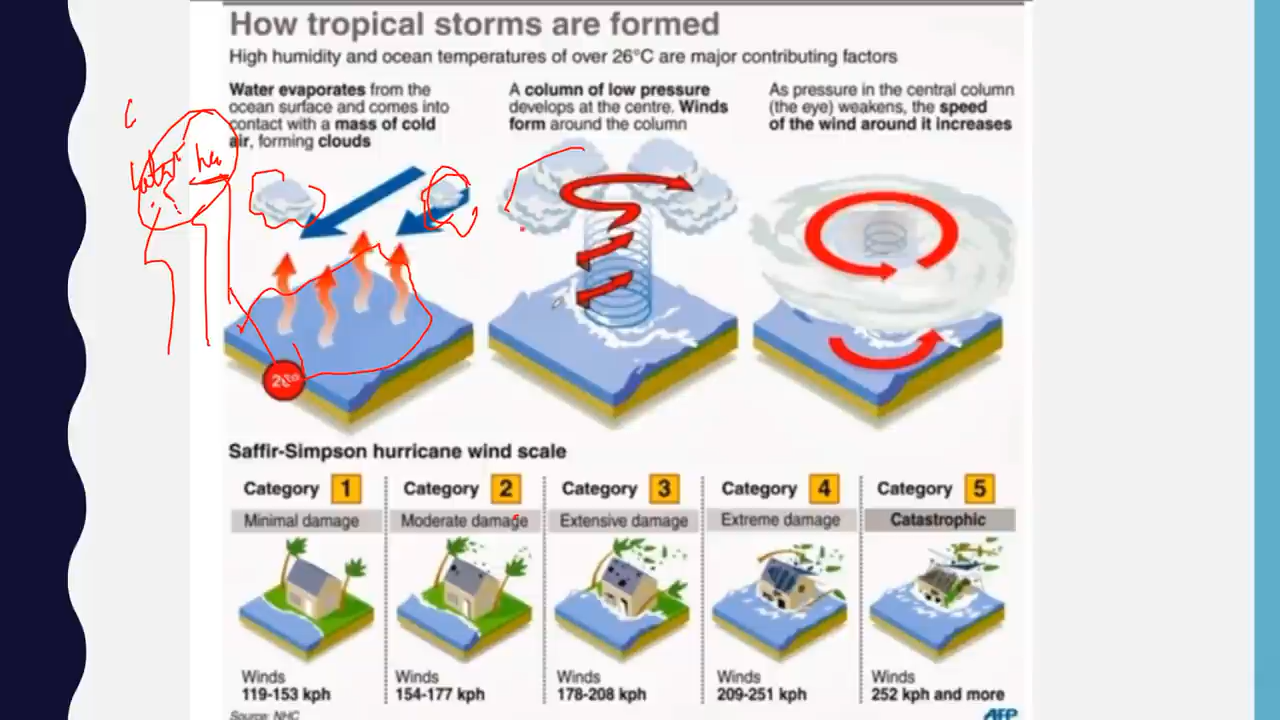 How tropical storms are formed
High humidity and ocean temperatures of over 26°C are major contributing factors
Water evaporates from the
ocean surface and comes into
contact with a mass of cold
air, forming clouds
A column of low pressure
develops at the centre. Winds
form around the column
As pressure in the central column
(the eye) weakens, the speed
of the wind around it increases
Saffir-Simpson hurricane wind scale
Category 1
Minimal damage
Winds
119-153 kph
Category 2
Moderate damage
Winds
154-177 kph
Category 3
Extensive damage
Winds
178-208 kph
Category 4
Extreme damage
Winds
209-251 kph
Category 5
Catastrophic
Winds
252 kph and more
Source: NHC
AFP